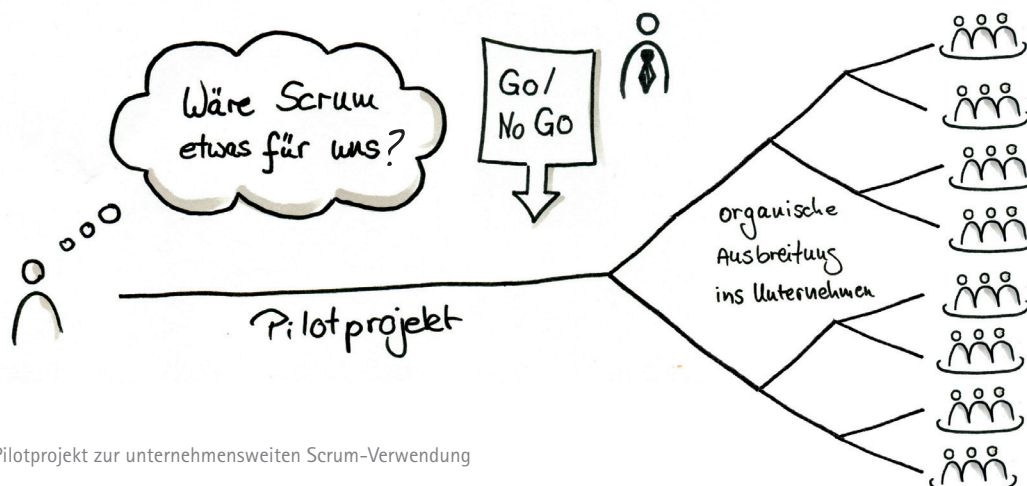 Wäre Scrum
etwas für uns?
Go/
No Go
Pilotprojekt
organische
Ausbreitung
ins Unternehmen
Pilotprojekt zur unternehmensweiten Scrum-Verwendung